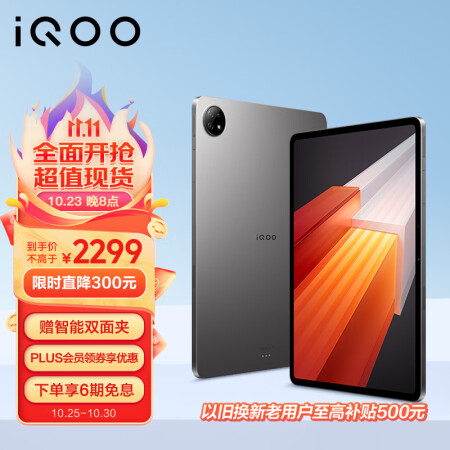 iQOO
11.11
全面开抢
超值现货
10.23 晚8点
到手价
不高于
¥2299
限时直降300元
赠智能双面夹
PLUS会员领券享优惠
下单享6期免息
10.25-10.30
iQOO
以旧换新老用户至高补贴500元